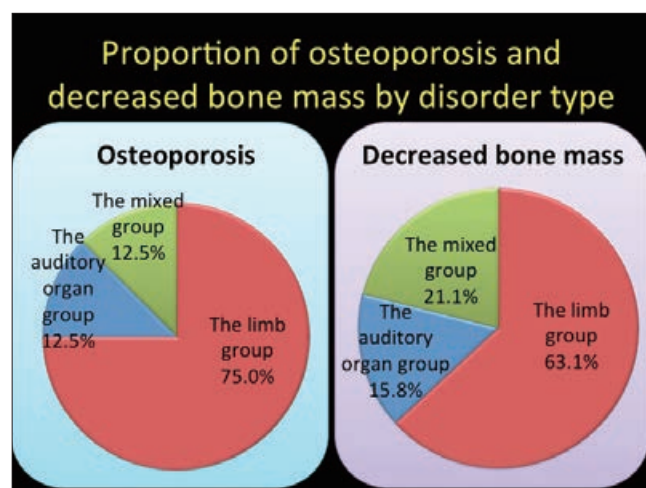 Proportion of osteoporosis and
decreased bone mass by disorder type
Osteoporosis
The mixed
group
12.5%
The
auditory
organ
group
12.5%
The limb
group
75.0%
Decreased bone mass
The mixed
group
21.1%
The
auditory
organ group
15.8%
The limb
group
63.1%